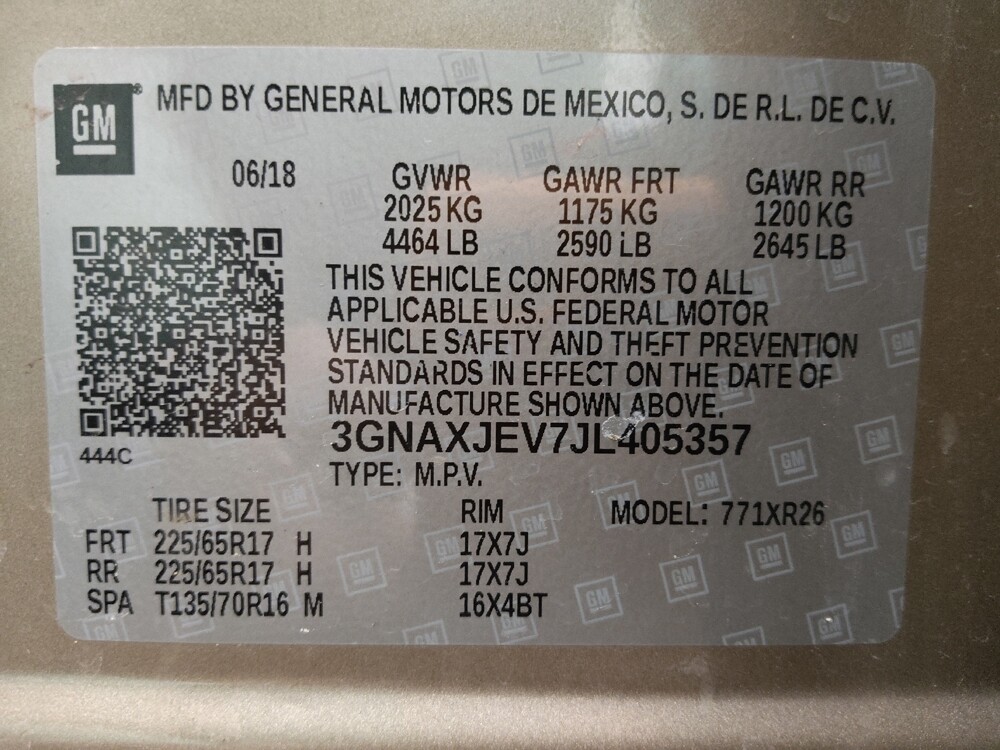 GM
MFD BY GENERAL MOTORS DE MEXICO, S. DE R.L. DE C.V.
06/18 GVWR GAWR FRT GAWR RR
2025 KG 1175 KG 1200 KG
4464 LB 2590 LB 2645 LB
THIS VEHICLE CONFORMS TO ALL
APPLICABLE U.S. FEDERAL MOTOR
VEHICLE SAFETY AND THEFT PREVENTION
STANDARDS IN EFFECT ON THE DATE OF
MANUFACTURE SHOWN ABOVE.
3GNAXJEV7JL405357
444C
TYPE: M.P.V.
TIRE SIZE RIM MODEL: 771XR26
FRT 225/65R17 H 17X7J
RR 225/65R17 H 17X7J
SPA T135/70R16 M 16X4BT